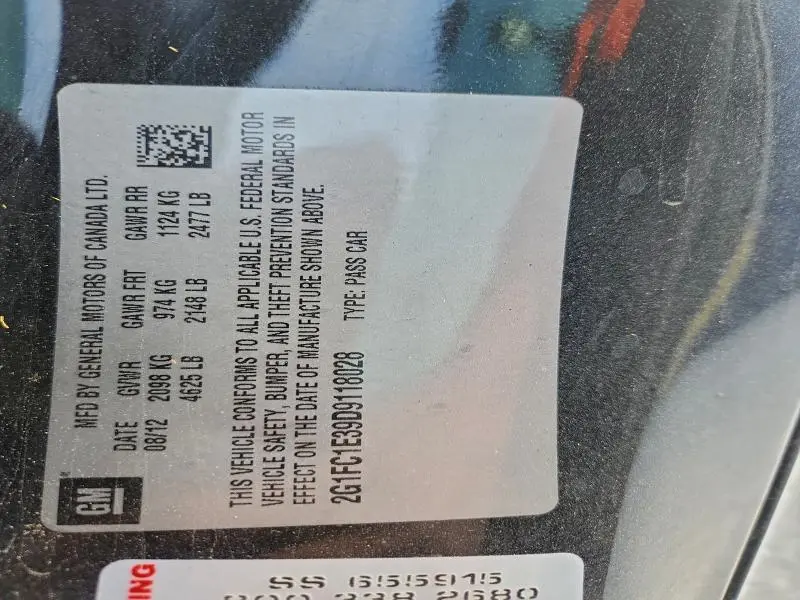 GM
MFD BY GENERAL MOTORS OF CANADA LTD.
DATE GVWR GAWR FRT GAWR RR
08/12 2098 KG 974 KG 1124 KG
4625 LB 2148 LB 2477 LB
THIS VEHICLE CONFORMS TO ALL APPLICABLE U.S. FEDERAL MOTOR
VEHICLE SAFETY, BUMPER, AND THEFT PREVENTION STANDARDS IN
EFFECT ON THE DATE OF MANUFACTURE SHOWN ABOVE.
2G1FC1E39D9118028 TYPE: PASS CAR
ING
SS 655915